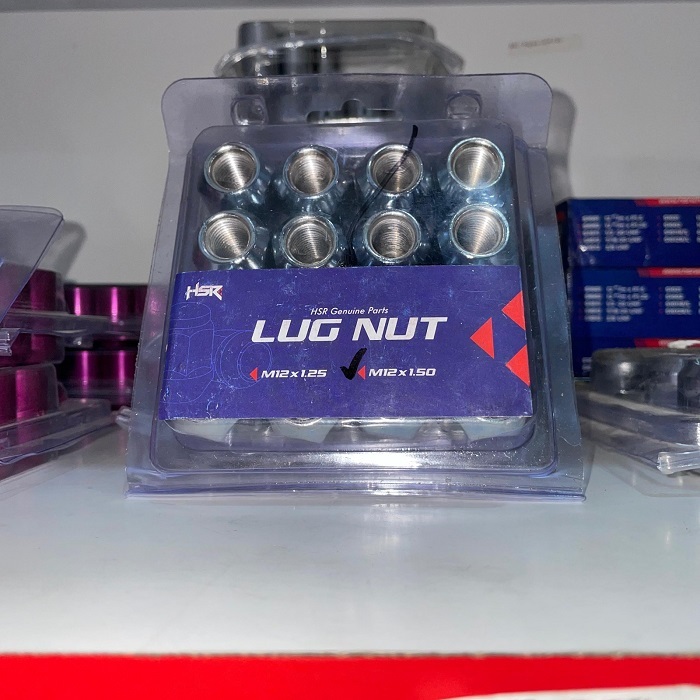 HSR
HSR Genuine Parts
LUG NUT
M12x1.25 M12x1.50